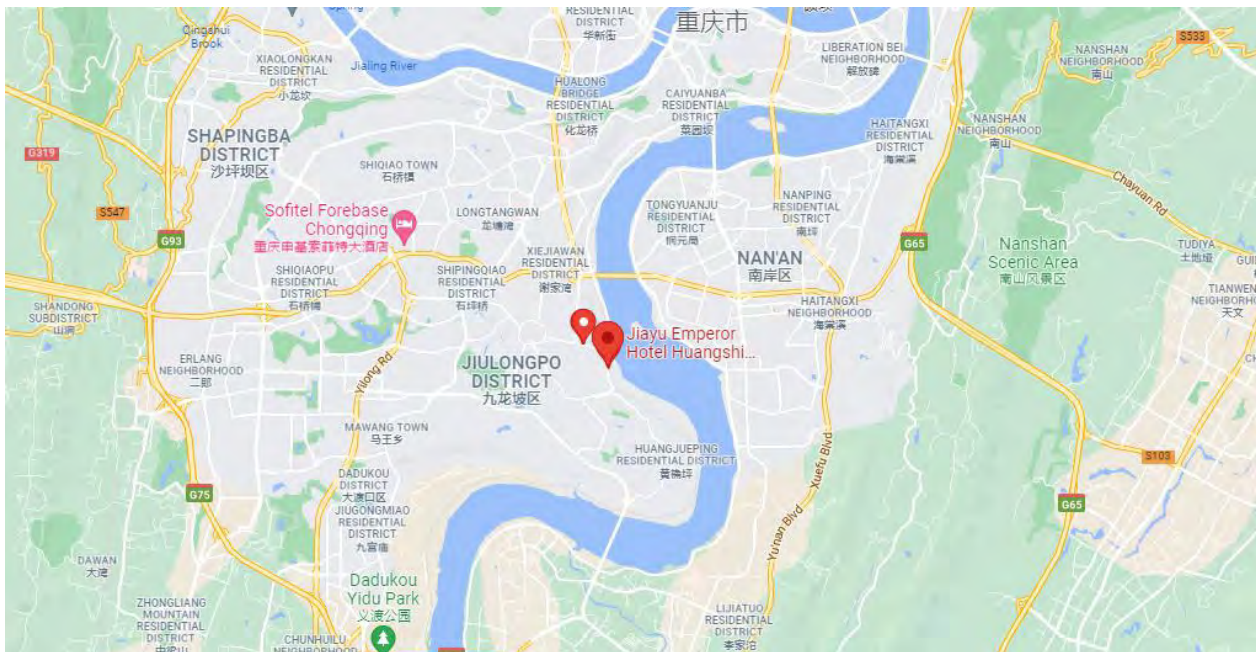 RESIDENTIAL
DISTRICT
华新街
重庆市
Spring
Qingshui
Brook
Jialing River
XIAOLONGKAN
RESIDENTIAL
DISTRICT
小龙坎
HUALONG
BRIDGE
RESIDENTIAL
DISTRICT
化龙桥
CAIYUANBA
RESIDENTIAL
DISTRICT
菜园坝
LIBERATION BEI
NEIGHBORHOOD
解放碑
S533
NANSHAN
NEIGHBORHOOD
南山
SHAPINGBA
DISTRICT
沙坪坝区
G319
SHIQIAO TOWN
石桥镇
HAITANGXI
RESIDENTIAL
DISTRICT
海棠溪
NANSHAN
NEIGHBORHOOD
南山
Chayuan Rd
S547
Sofitel Forebase
Chongqing
重庆申基索菲特大酒店
LONGTANGWAN
龙塘湾
TONGYUANJU
RESIDENTIAL
DISTRICT
铜元局
NANPING
RESIDENTIAL
DISTRICT
南坪
G93
G65
Nanshan
Scenic Area
南山风景区
TUDIYA
土地垭
XIEJIAWAN
RESIDENTIAL
DISTRICT
谢家湾
NAN'AN
南岸区
SHIQIAOPU
RESIDENTIAL
DISTRICT
石桥铺
SHIPINGQIAO
RESIDENTIAL
DISTRICT
石坪桥
HAITANGXI
NEIGHBORHOOD
海棠溪
TIANWEN
NEIGHBORHO
天文
SHANDONG
SUBDISTRICT
山洞
Jiayu Emperor
Hotel Huangshi...
ERLANG
NEIGHBORHOOD
二郎
Yilong Rd
JIULONGPO
DISTRICT
九龙坡区
MAWANG TOWN
马王乡
HUANGJUEPING
RESIDENTIAL DISTRICT
黄桷坪
Xuefu Blvd
S103
DADUKOU
DISTRICT
大渡口区
G75
G65
JIUGONGMIAO
RESIDENTIAL
DISTRICT
九宫庙
Yu'nan Blvd
DAWAN
大湾
Dadukou
Yidu Park
义渡公园
ZHONGLIANG
MOUNTAIN
RESIDENTIAL
DISTRICT
CHUNHUILU
NEIGHBORHOOD
LIJIATUO
RESIDENTIAL
DISTRICT
李家沱